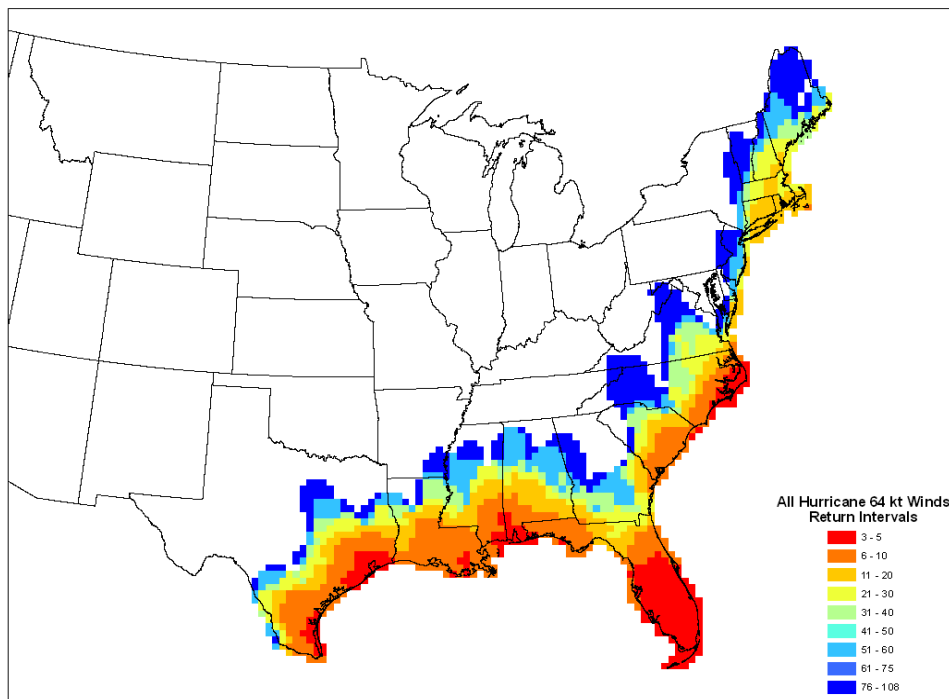 All Hurricane 64 kt Winds
Return Intervals
3 - 5
6 - 10
11 - 20
21 - 30
31 - 40
41 - 50
51 - 60
61 - 75
76 - 108